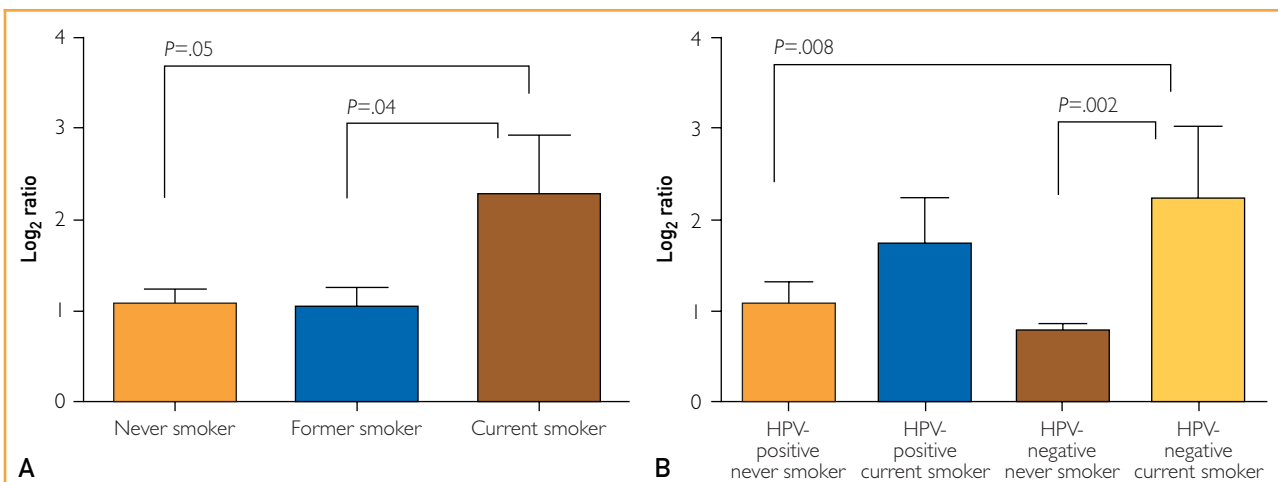 4
P=.05
3
P=.04
Log2 ratio
2
1
0
Never smoker Former smoker Current smoker
A
4
P=.008
3
P=.002
Log2 ratio
2
1
0
HPV-
positive
never smoker
HPV-
positive
current smoker
HPV-
negative
never smoker
HPV-
negative
current smoker
B